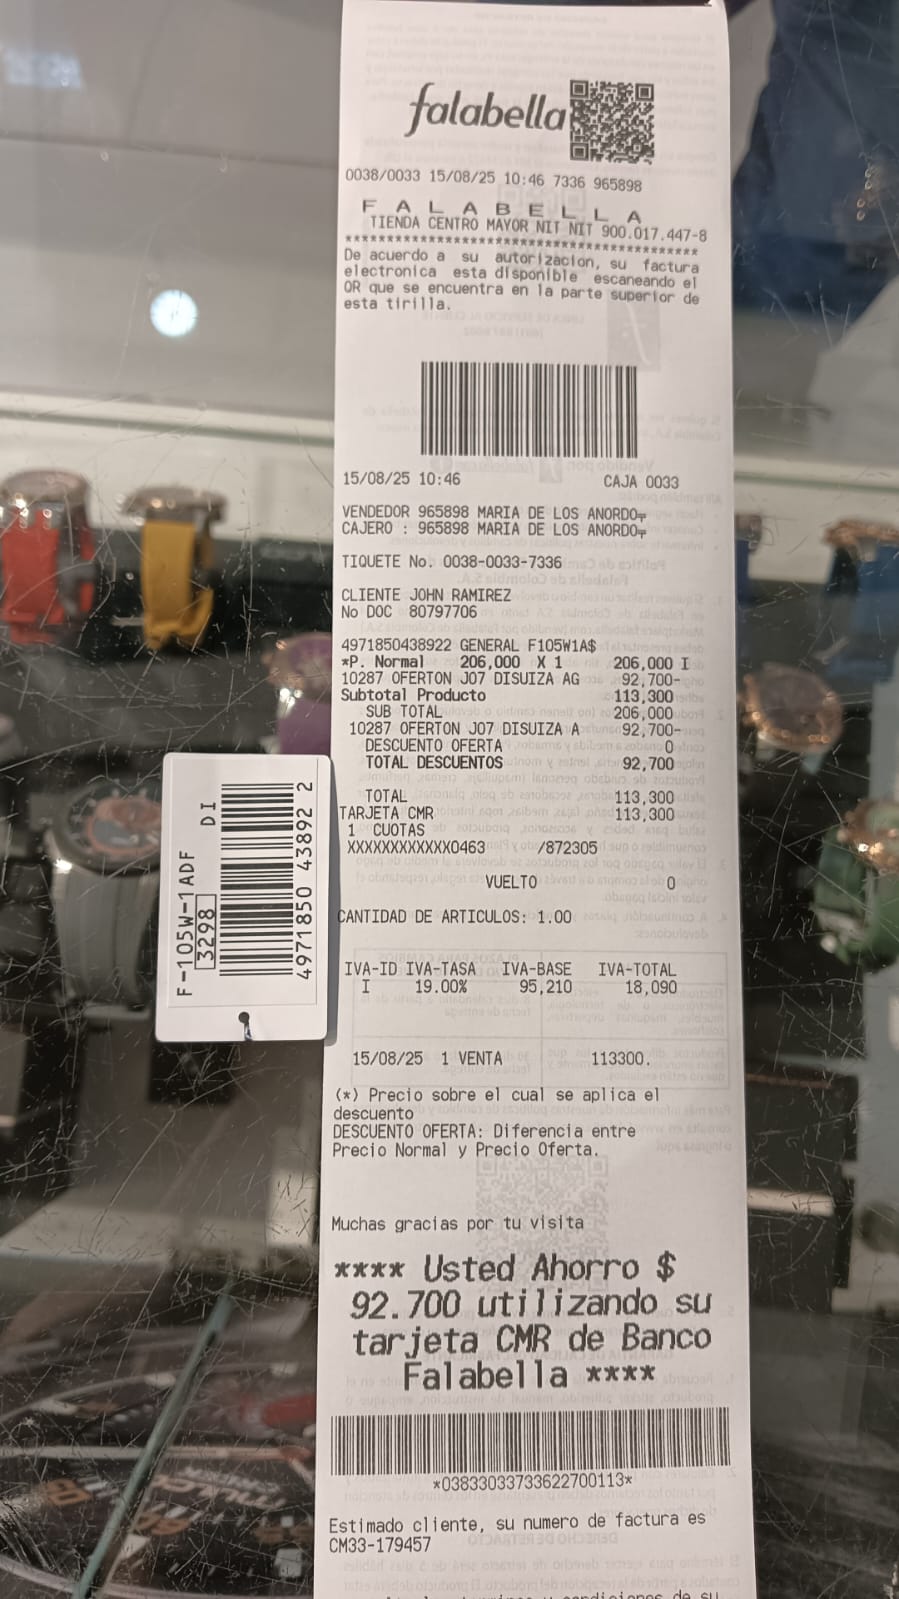 falabella
0038/0033 15/08/25 10:46 7336 965898
F A L A B E L L A
TIENDA CENTRO MAYOR NIT NIT 900.017.447-8
******************************************
De acuerdo a su autorizacion, su factura
electronica esta disponible escaneando el
QR que se encuentra en la parte superior de
esta tirilla.
15/08/25 10:46 CAJA 0033
VENDEDOR 965898 MARIA DE LOS ANORDO
CAJERO : 965898 MARIA DE LOS ANORDO
TIQUETE No. 0038-0033-7336
CLIENTE JOHN RAMIREZ
No DOC 80797706
4971850438922 GENERAL F105W1A$
*P. Normal 206,000 X 1 206,000 I
10287 OFERTON J07 DISUIZA AG 92,700-
Subtotal Producto 113,300
SUB TOTAL 206,000
10287 OFERTON J07 DISUIZA A 92,700-
DESCUENTO OFERTA 0
TOTAL DESCUENTOS 92,700
TOTAL 113,300
TARJETA CMR 113,300
1 CUOTAS
XXXXXXXXXXXX0463 /872305
VUELTO 0
CANTIDAD DE ARTICULOS: 1.00
IVA-ID IVA-TASA IVA-BASE IVA-TOTAL
I 19.00% 95,210 18,090
15/08/25 1 VENTA 113300.
(*) Precio sobre el cual se aplica el
descuento
DESCUENTO OFERTA: Diferencia entre
Precio Normal y Precio Oferta.
Muchas gracias por tu visita
**** Usted Ahorro $
92.700 utilizando su
tarjeta CMR de Banco
Falabella ****
*03833033733622700113*
Estimado cliente, su numero de factura es
CM33-179457
F-105W-1ADF DI
3298
4971850 43892 2